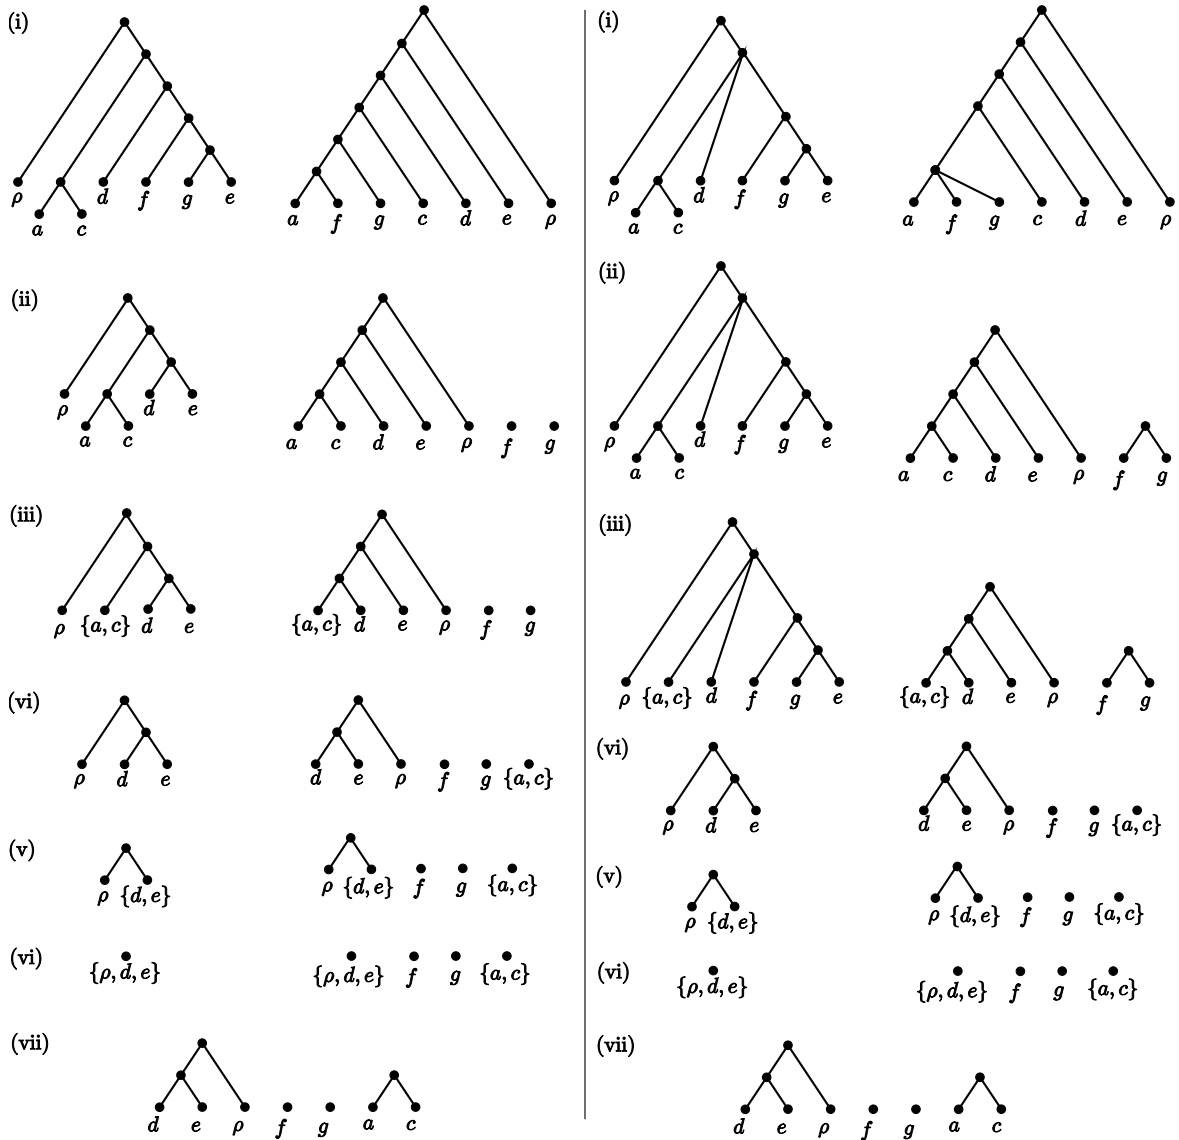 (i)
ρ a c d f g e
a f g c d e ρ
(ii)
ρ a c d e
a c d e ρ f g
(iii)
ρ {a, c} d e
{a, c} d e ρ f g
(vi)
ρ d e
d e ρ f g {a, c}
(v)
ρ {d, e}
ρ {d, e} f g {a, c}
(vi)
{ρ, d, e}
{ρ, d, e} f g {a, c}
(vii)
d e ρ f g a c
(i)
ρ a c d f g e
a f g c d e ρ
(ii)
ρ a c d f g e
a c d e ρ f g
(iii)
ρ {a, c} d f g e
{a, c} d e ρ f g
(vi)
ρ d e
d e ρ f g {a, c}
(v)
ρ {d, e}
ρ {d, e} f g {a, c}
(vi)
{ρ, d, e}
{ρ, d, e} f g {a, c}
(vii)
d e ρ f g a c